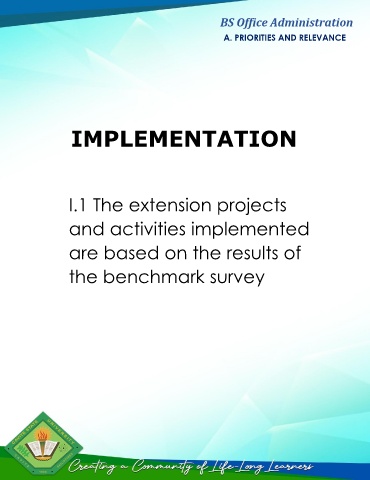 BS Office Administration
A. PRIORITIES AND RELEVANCE
IMPLEMENTATION
I.1 The extension projects
and activities implemented
are based on the results of
the benchmark survey
Creating a Community of Life-Long Learners